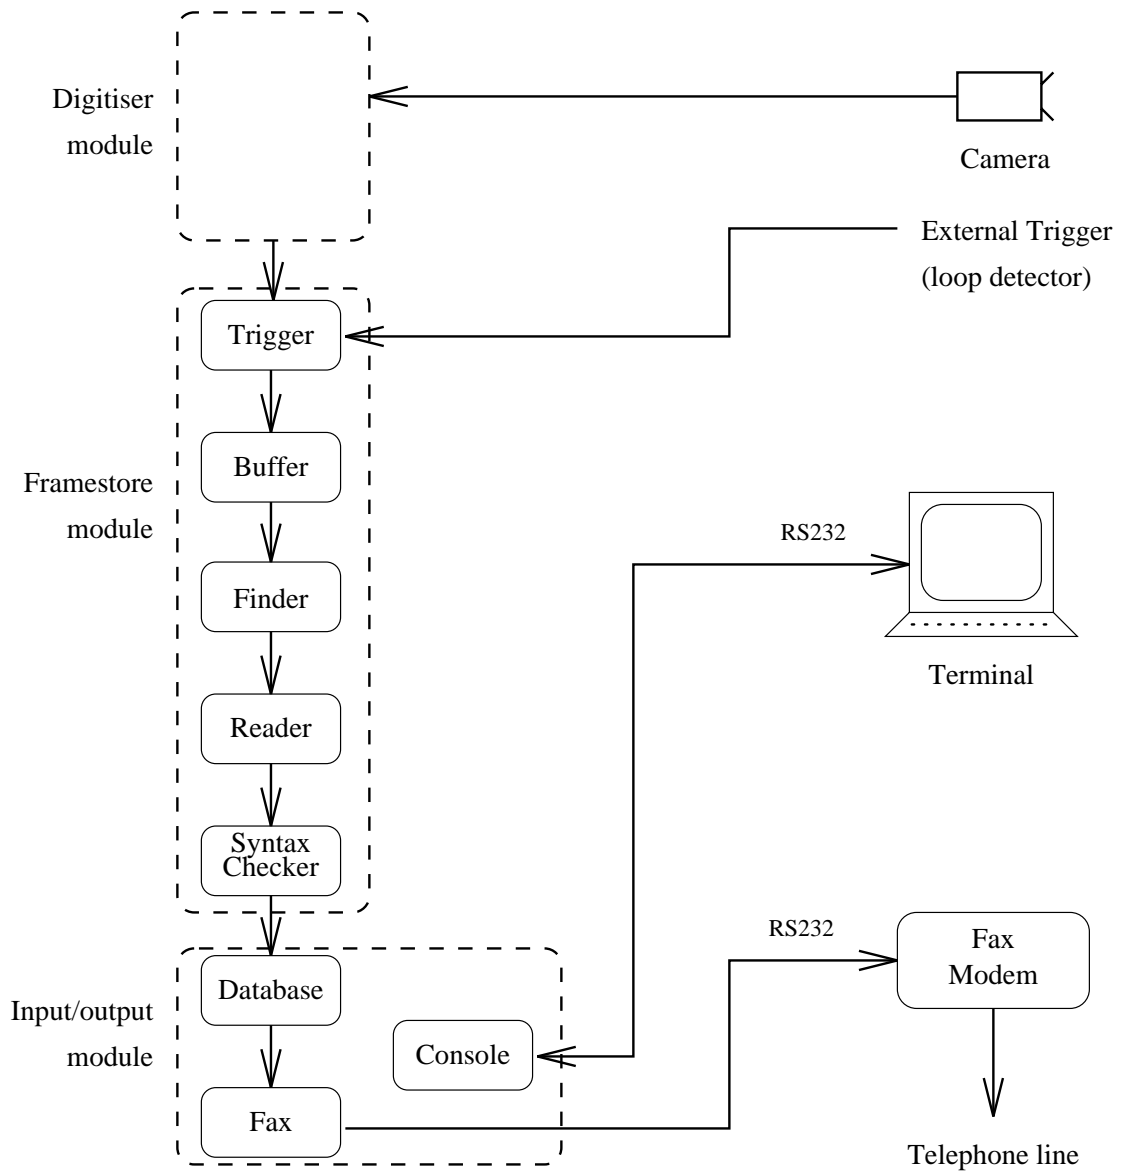 Digitiser
module
Camera
External Trigger
(loop detector)
Trigger
Buffer
Framestore
module
RS232
Finder
Terminal
Reader
Syntax
Checker
RS232
Fax
Modem
Database
Input/output
module
Console
Fax
Telephone line